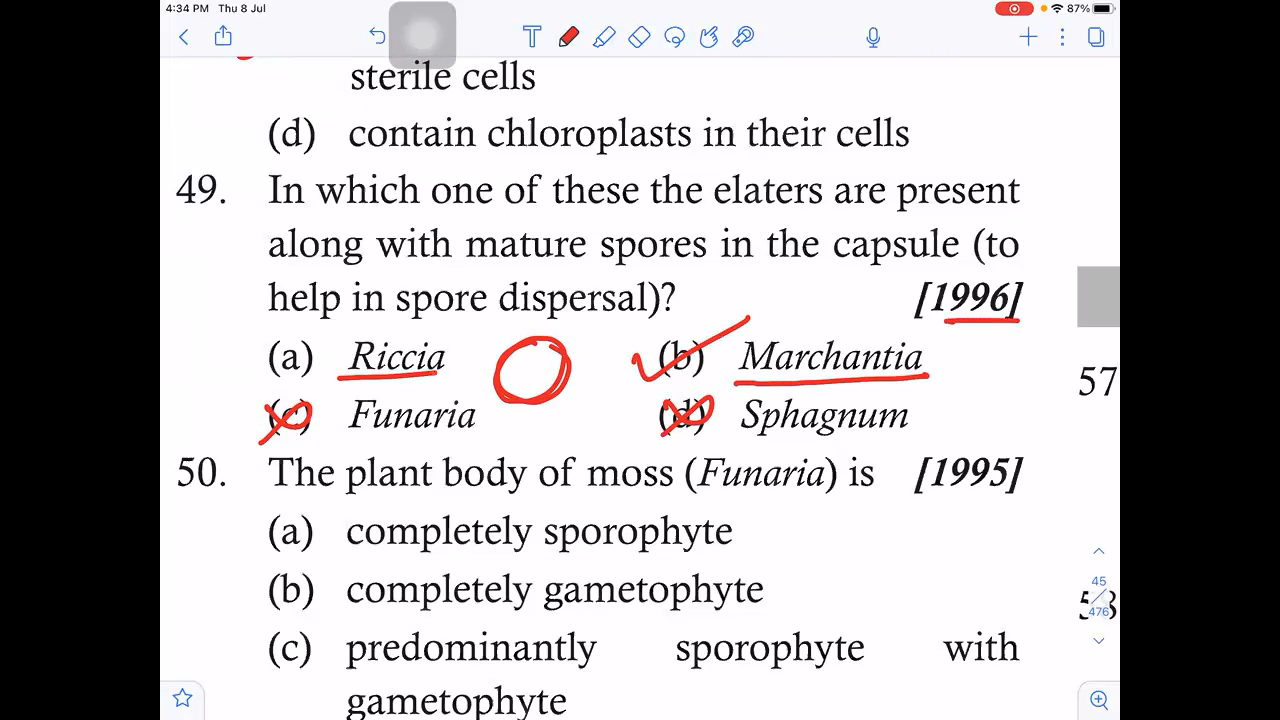 4:34 PM Thu 8 Jul
87%
sterile cells
(d) contain chloroplasts in their cells
49. In which one of these the elaters are present
along with mature spores in the capsule (to
help in spore dispersal)? [1996]
(a) Riccia (b) Marchantia
(c) Funaria (d) Sphagnum
50. The plant body of moss (Funaria) is [1995]
(a) completely sporophyte
(b) completely gametophyte
(c) predominantly sporophyte with
gametophyte
57
45
476